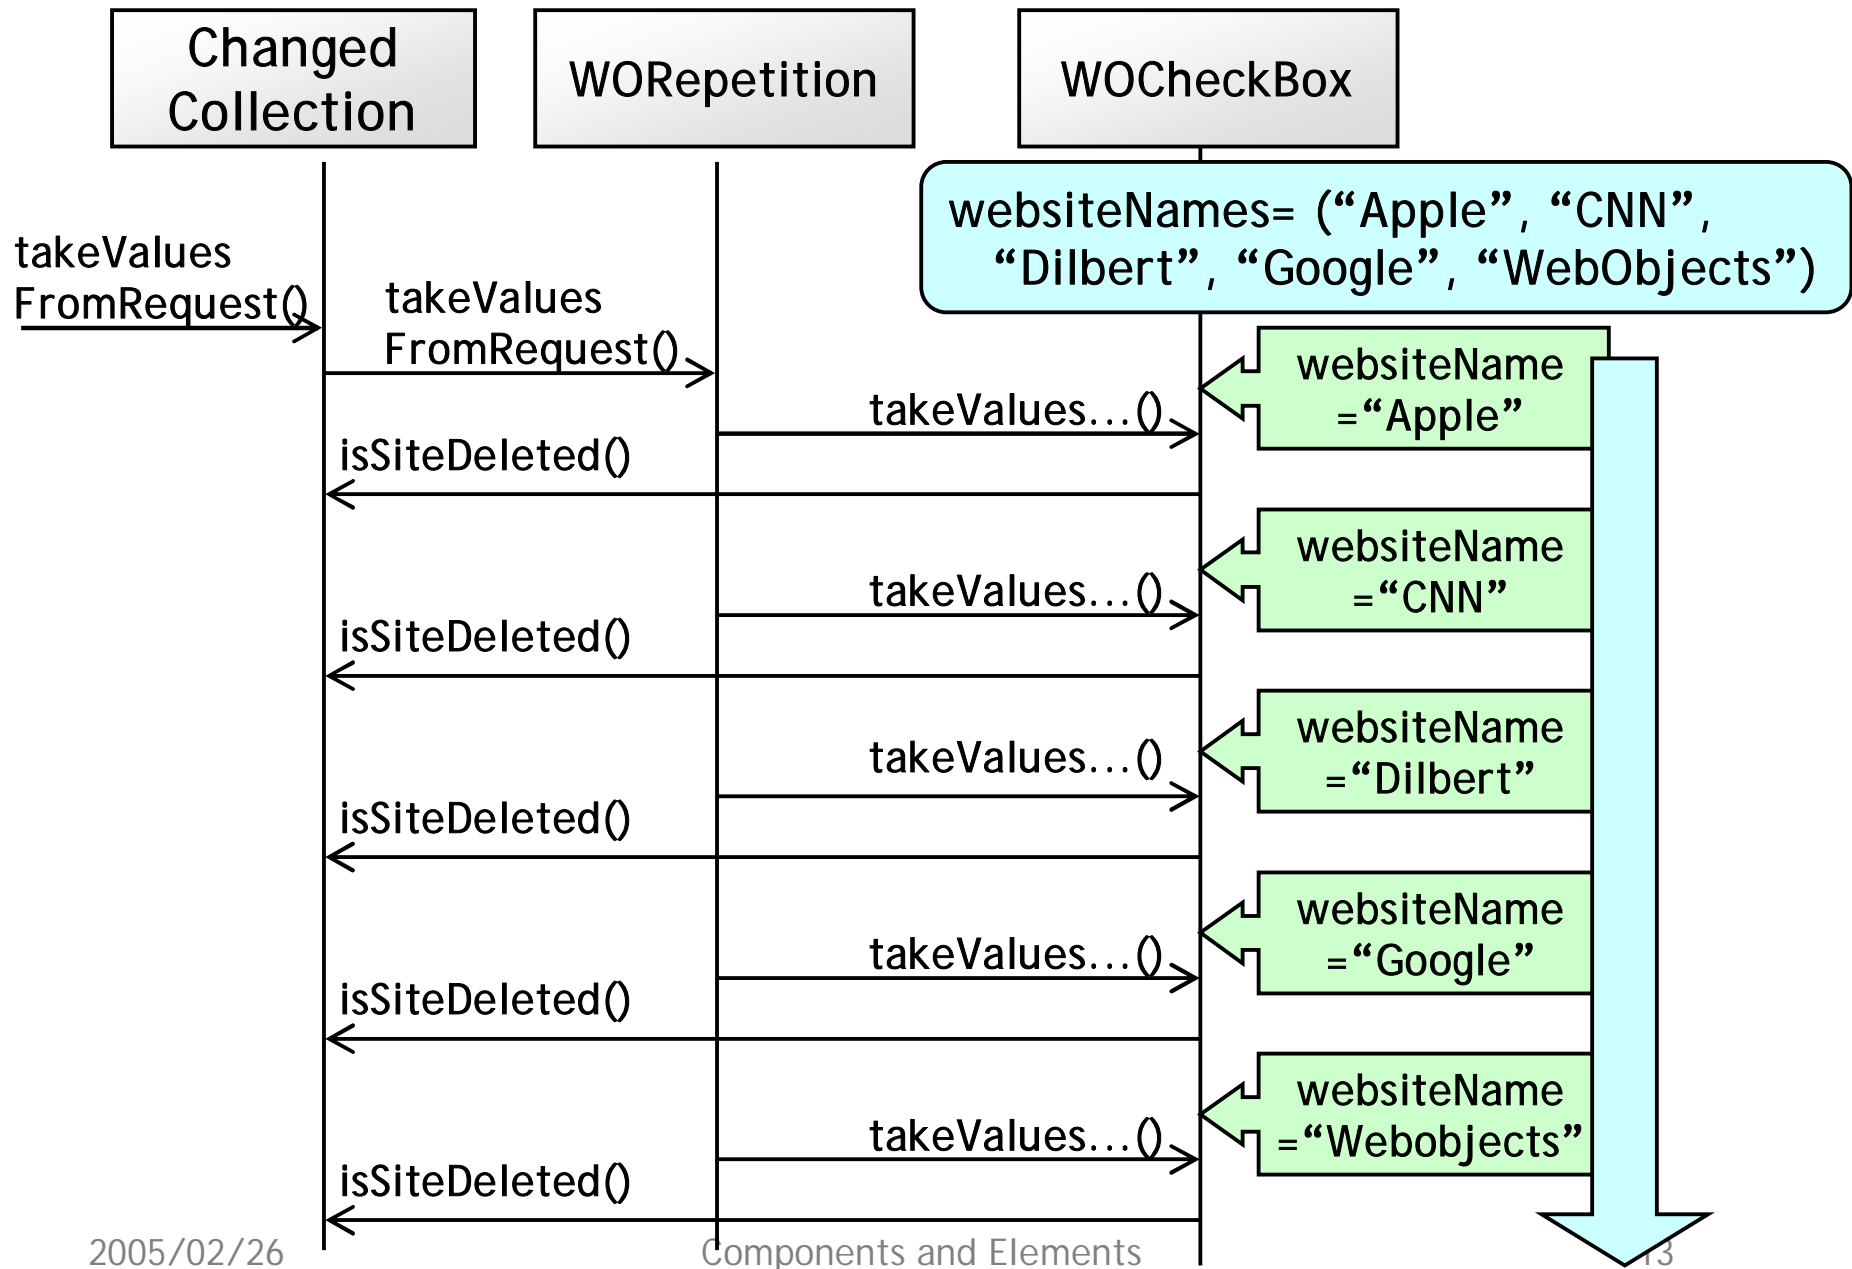 Changed
Collection
WORepetition
WOCheckBox
websiteNames= (“Apple”, “CNN”,
“Dilbert”, “Google”, “WebObjects”)
takeValues
FromRequest()
takeValues
FromRequest()
websiteName
=“Apple”
takeValues...()
isSiteDeleted()
websiteName
=“CNN”
takeValues...()
isSiteDeleted()
websiteName
=“Dilbert”
takeValues...()
isSiteDeleted()
websiteName
=“Google”
takeValues...()
isSiteDeleted()
websiteName
=“Webobjects”
takeValues...()
isSiteDeleted()
2005/02/26
Components and Elements
13